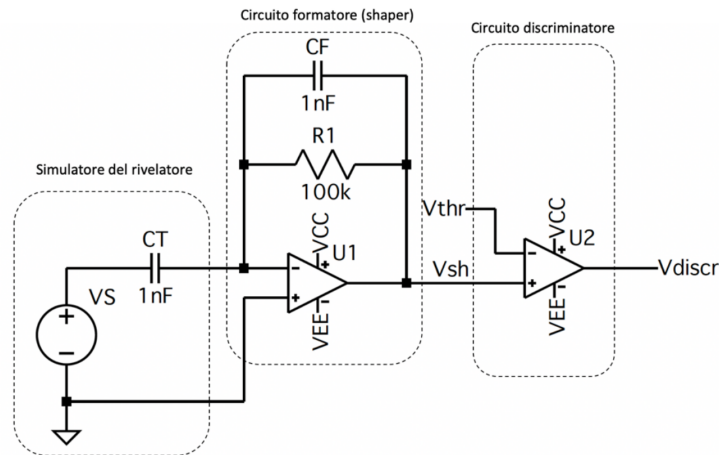 Circuito formatore (shaper)
Circuito discriminatore
CF
1nF
R1
100k
Simulatore del rivelatore
CT
1nF
VS
VCC
U1
VEE
Vsh
Vthr
VCC
U2
VEE
Vdiscr